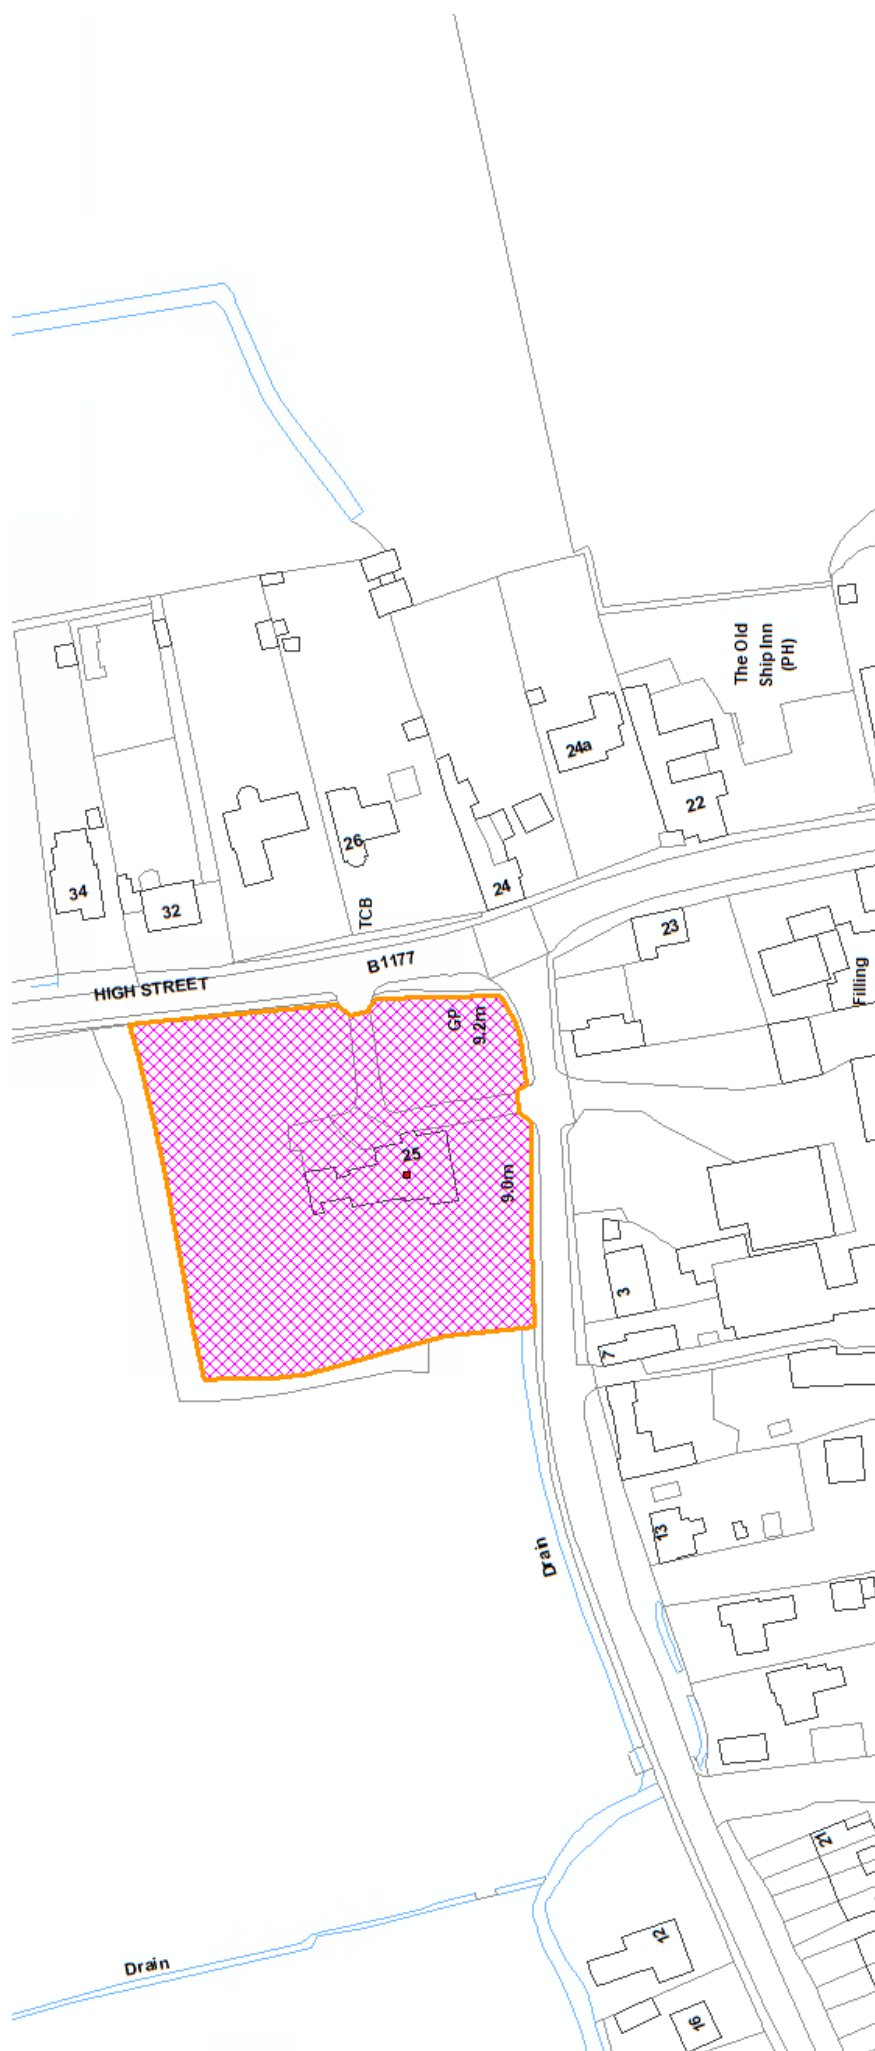 The Old
Ship Inn
(PH)
24a
22
26
34
32
24
TCB
23
B1177
HIGH STREET
Filling
GP
9.2m
25
9.0m
3
7
13
Drain
21
12
Drain
16